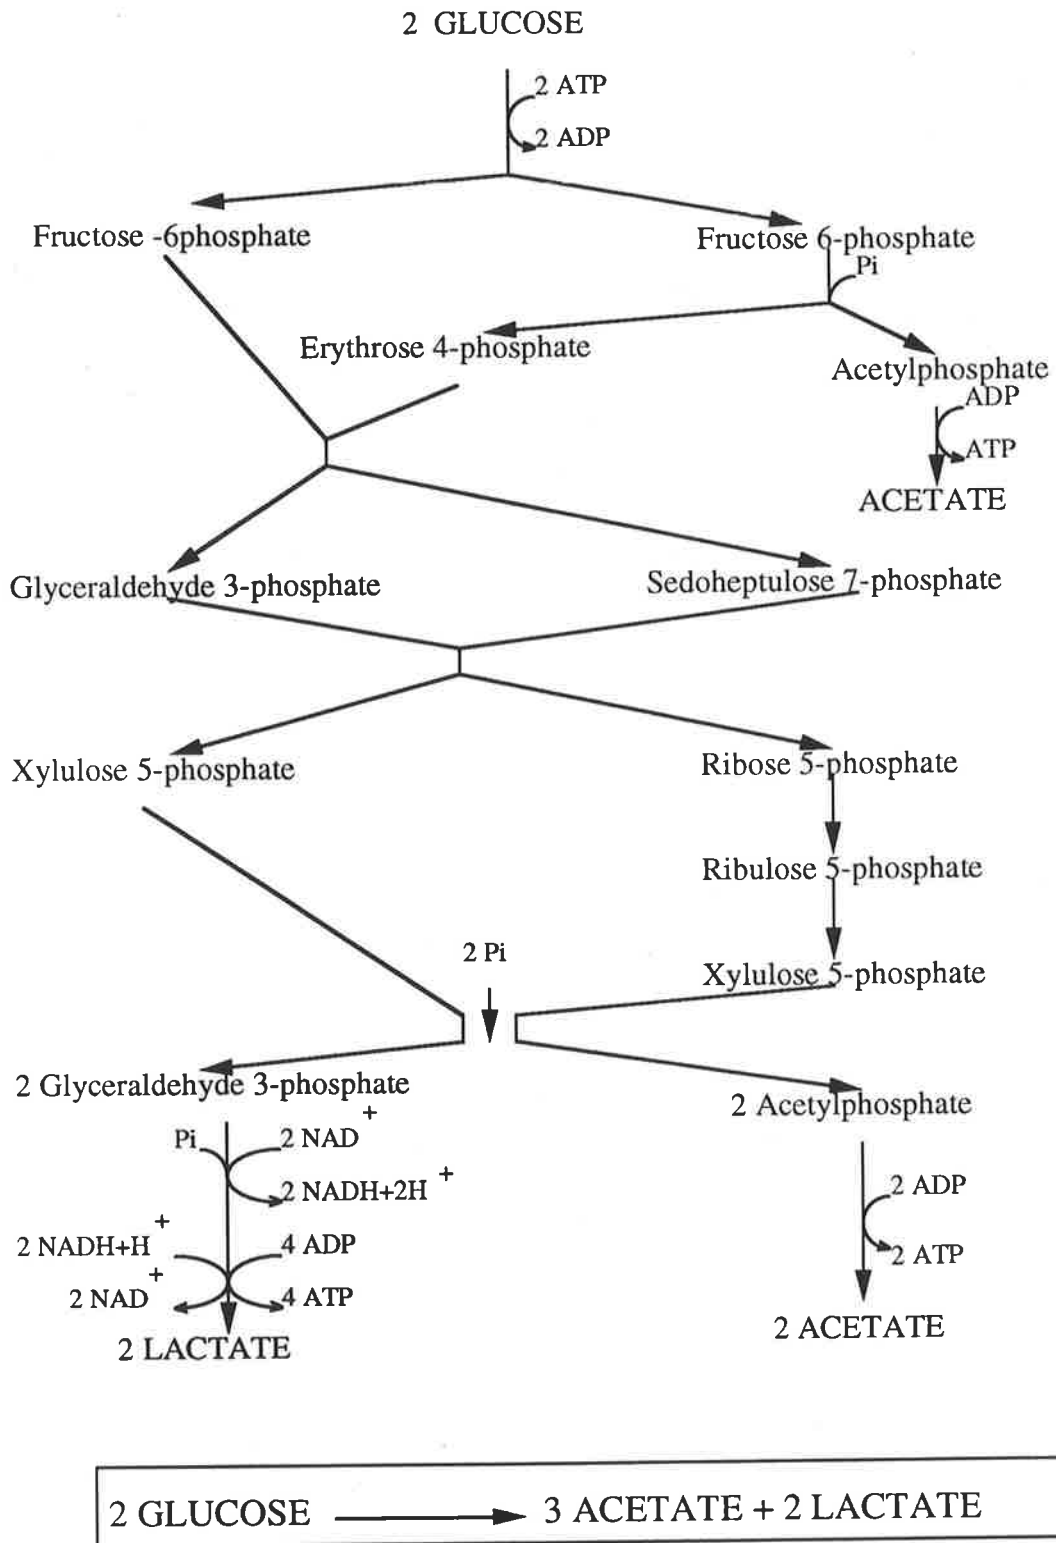 2 GLUCOSE
2 ATP
2 ADP
Fructose -6phosphate
Fructose 6-phosphate
Pi
Erythrose 4-phosphate
Acetylphosphate
ADP
ATP
ACETATE
Glyceraldehyde 3-phosphate
Sedoheptulose 7-phosphate
Xylulose 5-phosphate
Ribose 5-phosphate
Ribulose 5-phosphate
2 Pi
Xylulose 5-phosphate
2 Glyceraldehyde 3-phosphate
2 Acetylphosphate
Pi
2 NAD+
2 NADH+2H+
2 ADP
2 NADH+H+
4 ADP
2 ATP
2 NAD+
4 ATP
2 LACTATE
2 ACETATE
2 GLUCOSE 3 ACETATE + 2 LACTATE